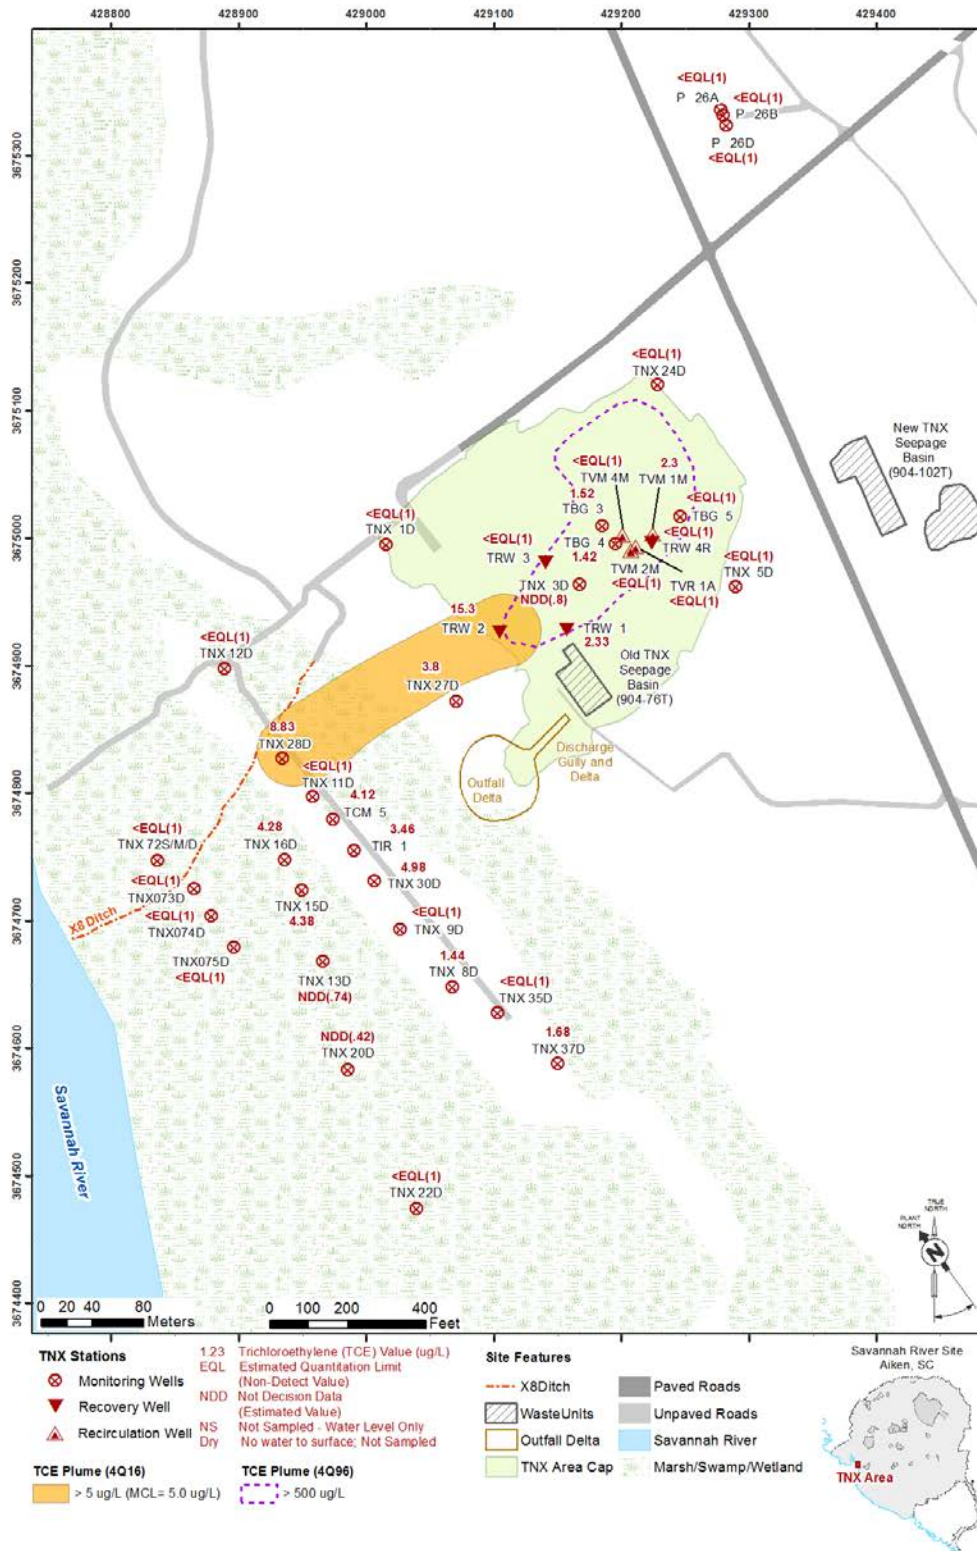 428800 428900 429000 429100 429200 429300 429400
3675300
3675200
3675100
3675000
3674900
3674800
3674700
3674600
3674500
3674400
<EQL(1)
P 26A
<EQL(1)
P 26B
P 26D
<EQL(1)
<EQL(1)
TNX 24D
New TNX
Seepage
Basin
(904-102T)
<EQL(1)
TVM 4M
2.3
TVM 1M
1.52
TBG 3
<EQL(1)
TBG 5
<EQL(1)
TNX 1D
<EQL(1)
TRW 3
TBG 4
1.42
<EQL(1)
TRW 4R
TVM 2M
<EQL(1)
TVR 1A
<EQL(1)
<EQL(1)
TNX 5D
TNX 3D
NDD(.8)
15.3
TRW 2
TRW 1
2.33
<EQL(1)
TNX 12D
3.8
TNX 27D
Old TNX
Seepage
Basin
(904-76T)
8.83
TNX 28D
Discharge
Gully and
Delta
Outfall
Delta
<EQL(1)
TNX 11D
4.12
TCM 5
3.46
TIR 1
<EQL(1)
TNX 72S/M/D
4.28
TNX 16D
4.98
TNX 30D
<EQL(1)
TNX073D
TNX 15D
4.38
<EQL(1)
TNX074D
X8 Ditch
<EQL(1)
TNX 9D
TNX075D
<EQL(1)
TNX 13D
NDD(.74)
1.44
TNX 8D
<EQL(1)
TNX 35D
NDD(.42)
TNX 20D
1.68
TNX 37D
Savannah River
<EQL(1)
TNX 22D
TRUE
NORTH
PLANT
NORTH
N
0 20 40 80
Meters
0 100 200 400
Feet
TNX Stations
Monitoring Wells
Recovery Well
Recirculation Well
1.23 Trichloroethylene (TCE) Value (ug/L)
EQL Estimated Quantitation Limit
(Non-Detect Value)
NDD Not Decision Data
(Estimated Value)
NS Not Sampled - Water Level Only
Dry No water to surface; Not Sampled
TCE Plume (4Q16)
> 5 ug/L (MCL= 5.0 ug/L)
TCE Plume (4Q96)
> 500 ug/L
Site Features
X8Ditch
WasteUnits
Outfall Delta
TNX Area Cap
Paved Roads
Unpaved Roads
Savannah River
Marsh/Swamp/Wetland
Savannah River Site
Aiken, SC
TNX Area